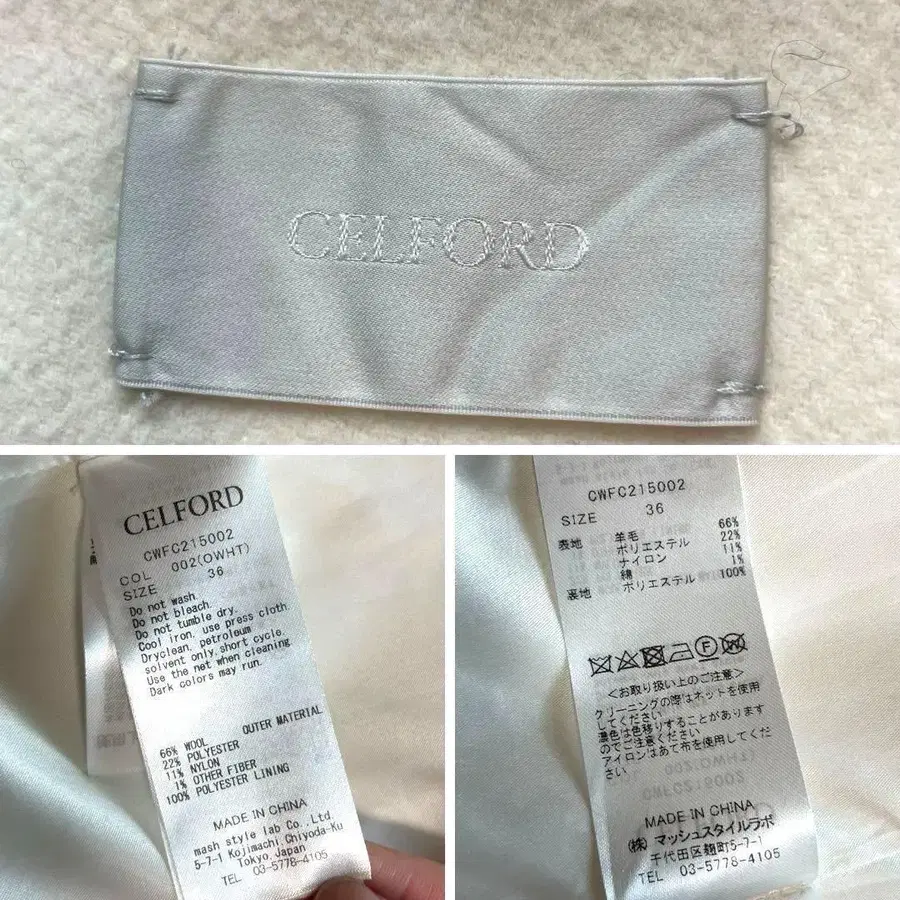 CELFORD
CELFORD
CWFC215002
COL 002(OWHT)
SIZE 36
Do not wash.
Do not bleach.
Do not tumble dry.
Cool iron, use press cloth.
Dryclean, petroleum
solvent only,short cycle.
Use the net when cleaning.
Dark colors may run.
OUTER MATERIAL
66% WOOL
22% POLYESTER
11% NYLON
1% OTHER FIBER
100% POLYESTER LINING
MADE IN CHINA
mash style lab Co.,Ltd.
5-7-1 Kojimachi,Chiyoda-Ku
Tokyo,Japan
TEL 03-5778-4105
CWFC215002
SIZE 36
表地 羊毛 66%
ポリエステル 22%
ナイロン 11%
綿 1%
裏地 ポリエステル 100%
<お取り扱い上のご注意>
クリーニングの際はネットを使用
してください
濃色は色移りすることがあります
のでご注意ください
アイロンはあて布を使用してくだ
さい
MADE IN CHINA
(株) マッシュスタイルラボ
千代田区麹町5-7-1
TEL 03-5778-4105